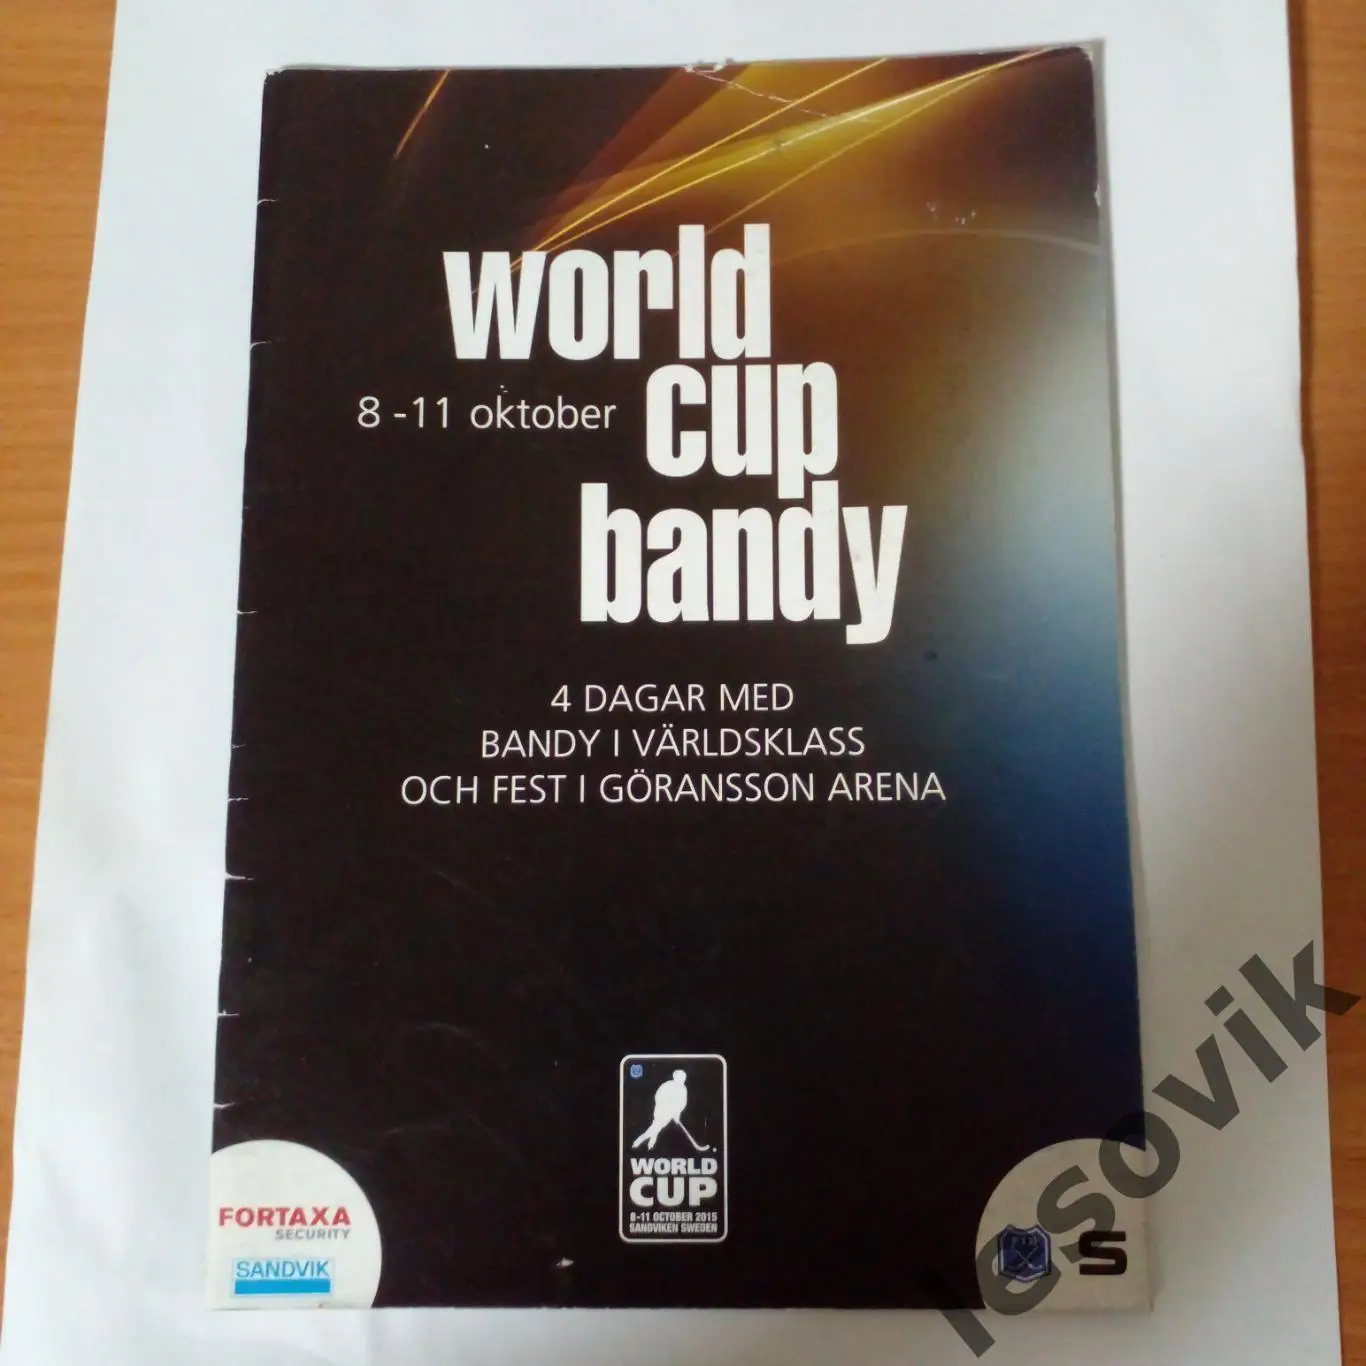 world
8 -11 oktober cup
bandy
4 DAGAR MED
BANDY I VÄRLDSKLASS
OCH FEST I GÖRANSSON ARENA
WORLD
CUP
8-11 OCTOBER 2015
SANDVIKEN SWEDEN
FORTAXA
SECURITY
SANDVIK
FIB
S
lesovik